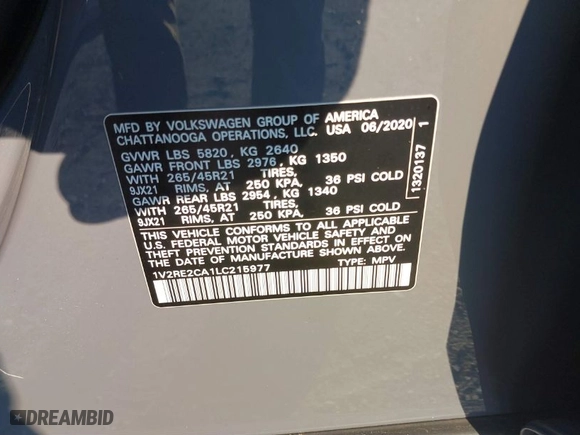 MFD BY VOLKSWAGEN GROUP OF AMERICA
CHATTANOOGA OPERATIONS, LLC. USA 06/2020
GVWR LBS 5820, KG 2640
GAWR FRONT LBS 2976, KG 1350
WITH 265/45R21 TIRES,
9JX21 RIMS, AT 250 KPA, 36 PSI COLD
GAWR REAR LBS 2954, KG 1340
WITH 265/45R21 TIRES,
9JX21 RIMS, AT 250 KPA, 36 PSI COLD
THIS VEHICLE CONFORMS TO ALL APPLICABLE
U.S. FEDERAL MOTOR VEHICLE SAFETY AND
THEFT PREVENTION STANDARDS IN EFFECT ON
THE DATE OF MANUFACTURE SHOWN ABOVE.
1V2RE2CA1LC215977 TYPE: MPV
1320137 1
DREAMBID